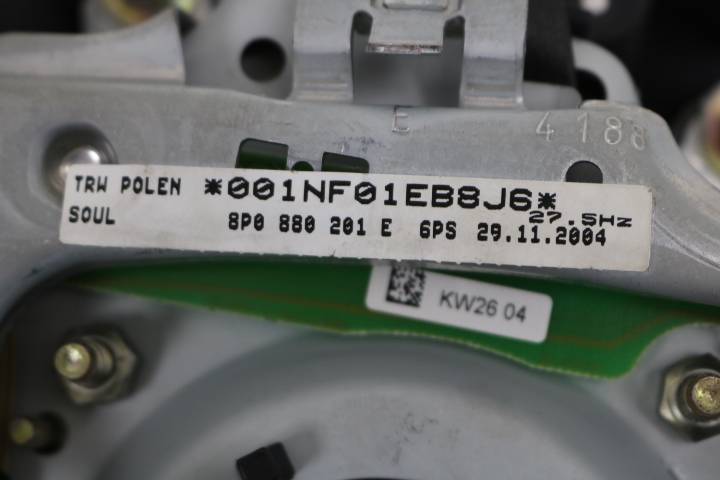 E 4188
TRW POLEN *001NF01EB8J6*
SOUL 27.5Hz
8P0 880 201 E 6PS 29.11.2004
KW26 04